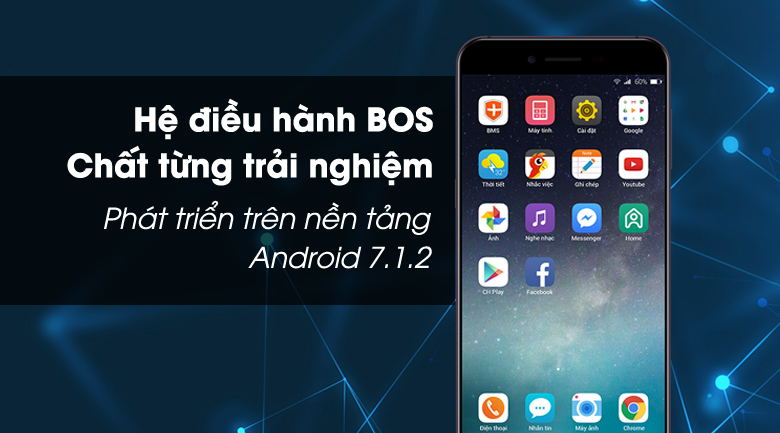 Hệ điều hành BOS
Chất từng trải nghiệm
Phát triển trên nền tảng
Android 7.1.2
60%
BMS Máy tính Cài đặt Google
32°
Thời tiết Nhắc việc Ghi chép Youtube
Ảnh Nghe nhạc Messenger Home
CH Play Facebook
Điện thoại Nhắn tin Máy ảnh Chrome